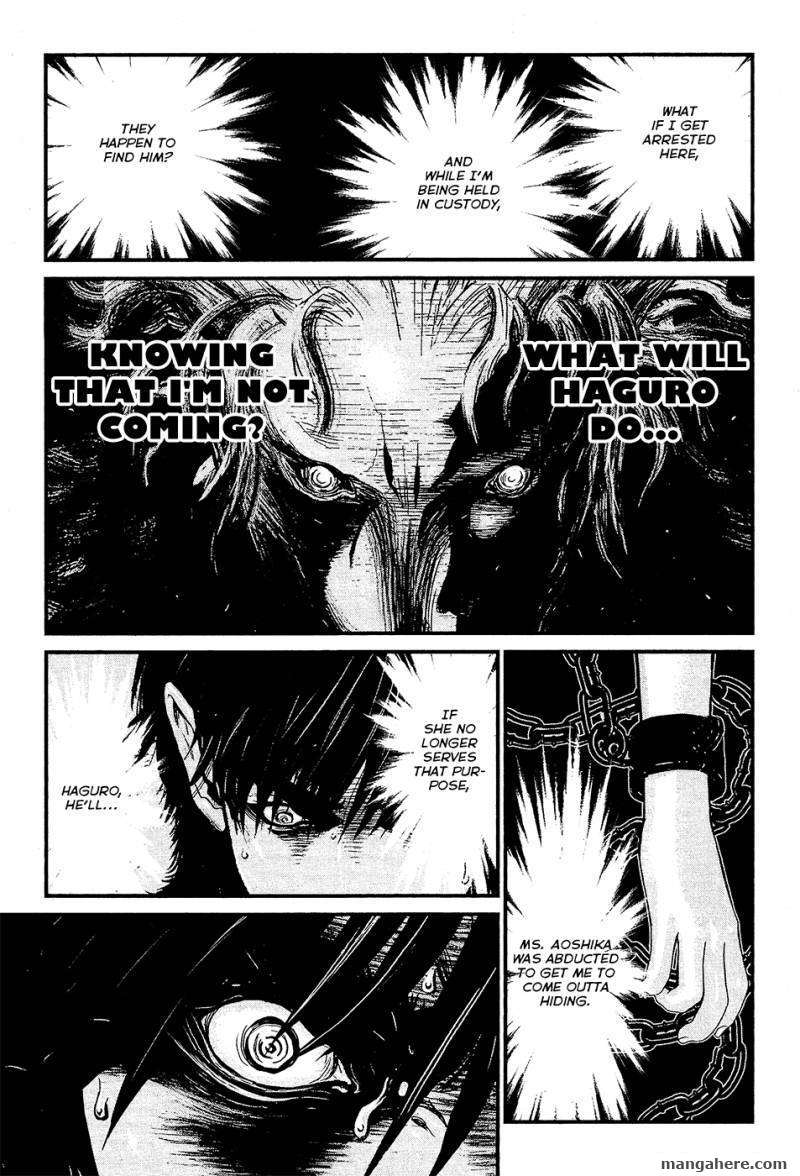 WHAT
IF I GET
ARRESTED
HERE,
AND
WHILE I'M
BEING HELD
IN CUSTODY,
THEY
HAPPEN TO
FIND HIM?
WHAT WILL
HAGURO
DO...
KNOWING
THAT I'M NOT
COMING?
MS. AOSHIKA
WAS ABDUCTED
TO GET ME TO
COME OUTTA
HIDING.
IF
SHE NO
LONGER
SERVES
THAT PUR-
POSE,
HAGURO,
HE'LL...
mangahere.com